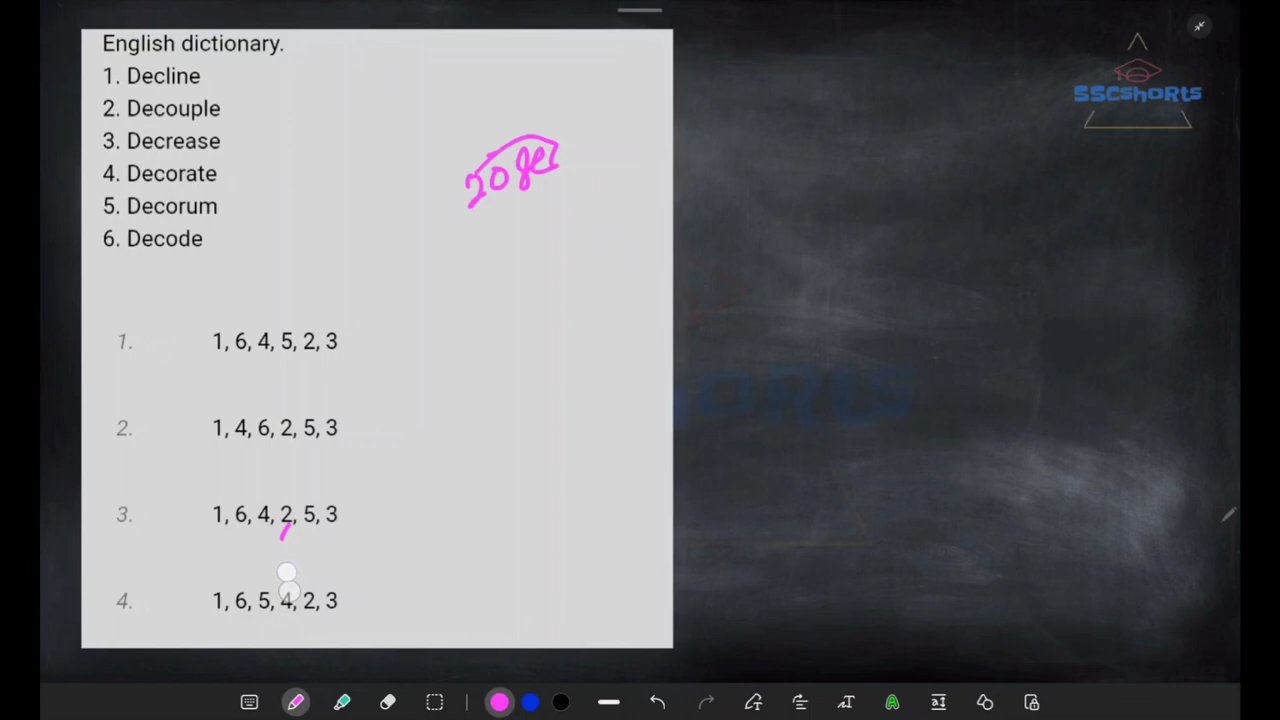 English dictionary.
1. Decline
2. Decouple
3. Decrease
4. Decorate
5. Decorum
6. Decode
1. 1, 6, 4, 5, 2, 3
2. 1, 4, 6, 2, 5, 3
3. 1, 6, 4, 2, 5, 3
4. 1, 6, 5, 4, 2, 3
SSCshoRts